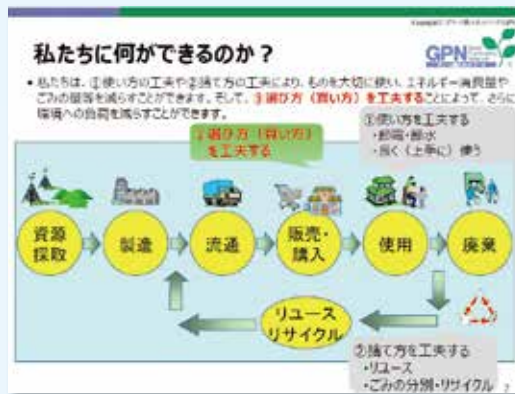 私たちに何ができるのか？
GPN
• 私たちは、①使い方の工夫や②捨て方の工夫により、ものを大切に使い、エネルギー消費量や
ごみの量等を減らすことができます。そして、③選び方（買い方）を工夫することによって、さらに
環境への負荷を減らすことができます。
選び方（買い方）
を工夫する
①使い方を工夫する
・節電・節水
・長く（上手に）使う
資源
採取
製造
流通
販売・
購入
使用
廃棄
リユース
リサイクル
②捨て方を工夫する
・リユース
・ごみの分別・リサイクル
7